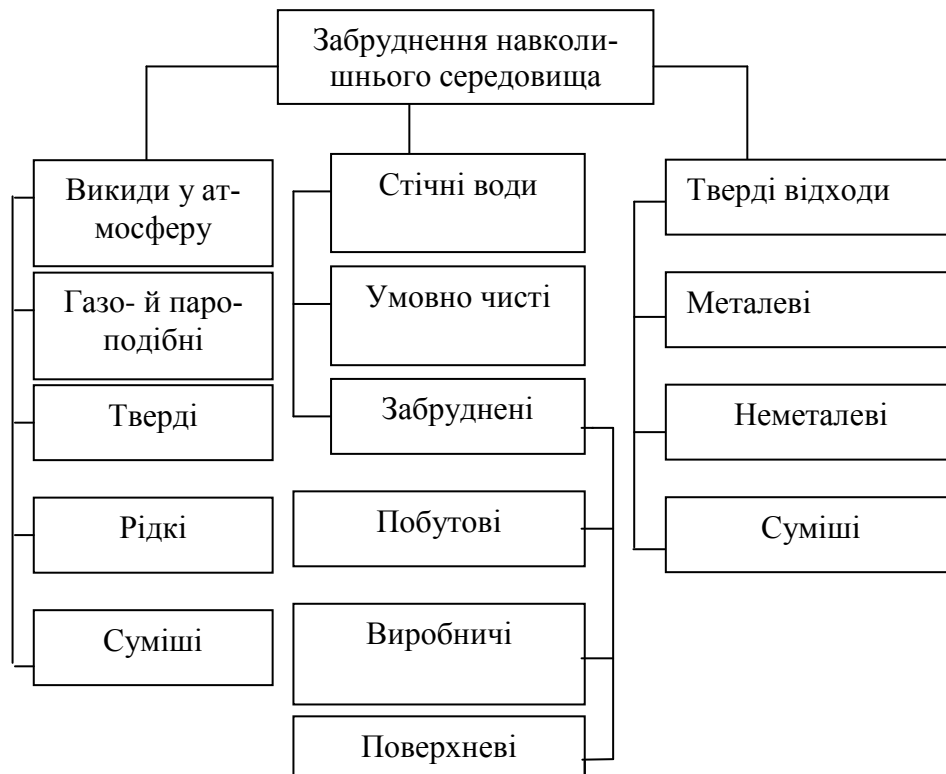 Забруднення навколи-
шнього середовища
Викиди у ат-
мосферу
Газо- й паро-
подібні
Тверді
Рідкі
Суміші
Стічні води
Умовно чисті
Забруднені
Побутові
Виробничі
Поверхневі
Тверді відходи
Металеві
Неметалеві
Суміші